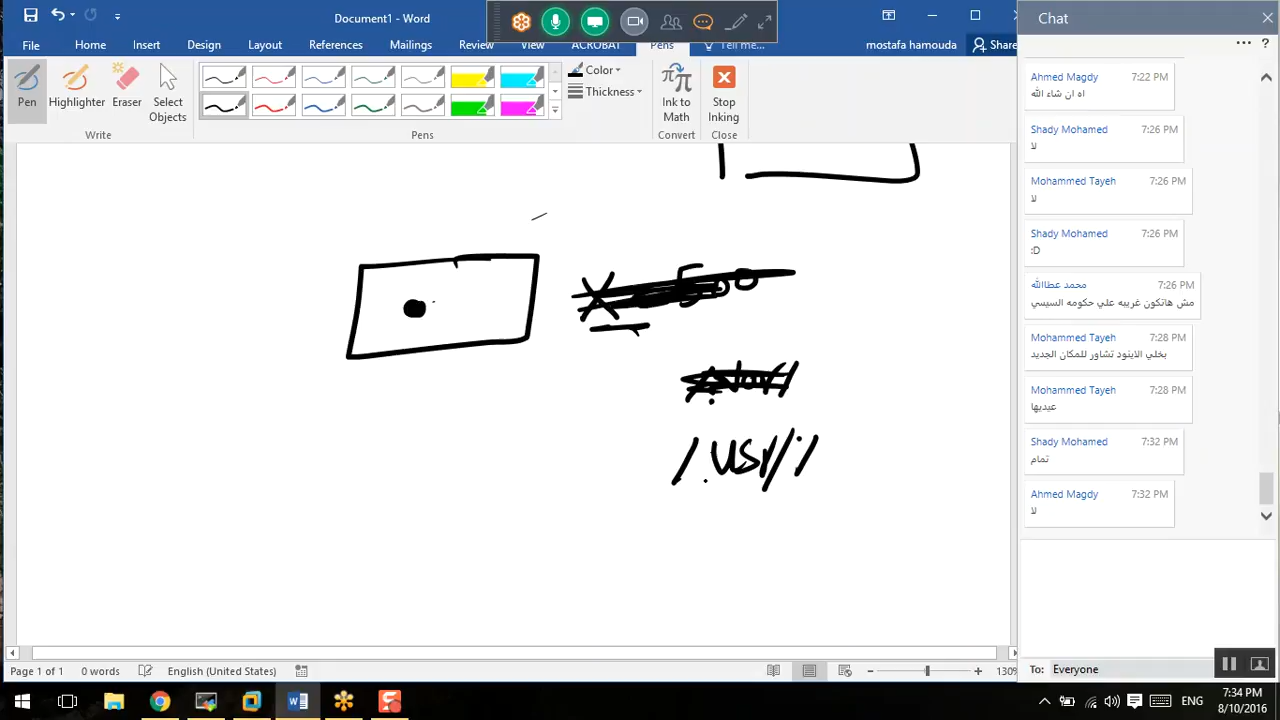 Document1 - Word
Chat
File Home Insert Design Layout References Mailings Review View ACROBAT Pens Tell me... mostafa hamouda Share
Pen Highlighter Eraser Select Objects
Color
Thickness
Ink to Math
Stop Inking
Write Pens Convert Close
Ahmed Magdy 7:22 PM
اه ان شاء الله
Shady Mohamed 7:26 PM
لا
Mohammed Tayeh 7:26 PM
لا
Shady Mohamed 7:26 PM
:D
محمد عطاالله 7:26 PM
مش هاتكون غريبه علي حكومه السيسي
Mohammed Tayeh 7:28 PM
بخلي الاينود تشاور للمكان الجديد
Mohammed Tayeh 7:28 PM
عيديها
Shady Mohamed 7:32 PM
تمام
Ahmed Magdy 7:32 PM
لا
X 500
/usr/
To: Everyone
Page 1 of 1 0 words English (United States) 130%
ENG 7:34 PM
8/10/2016